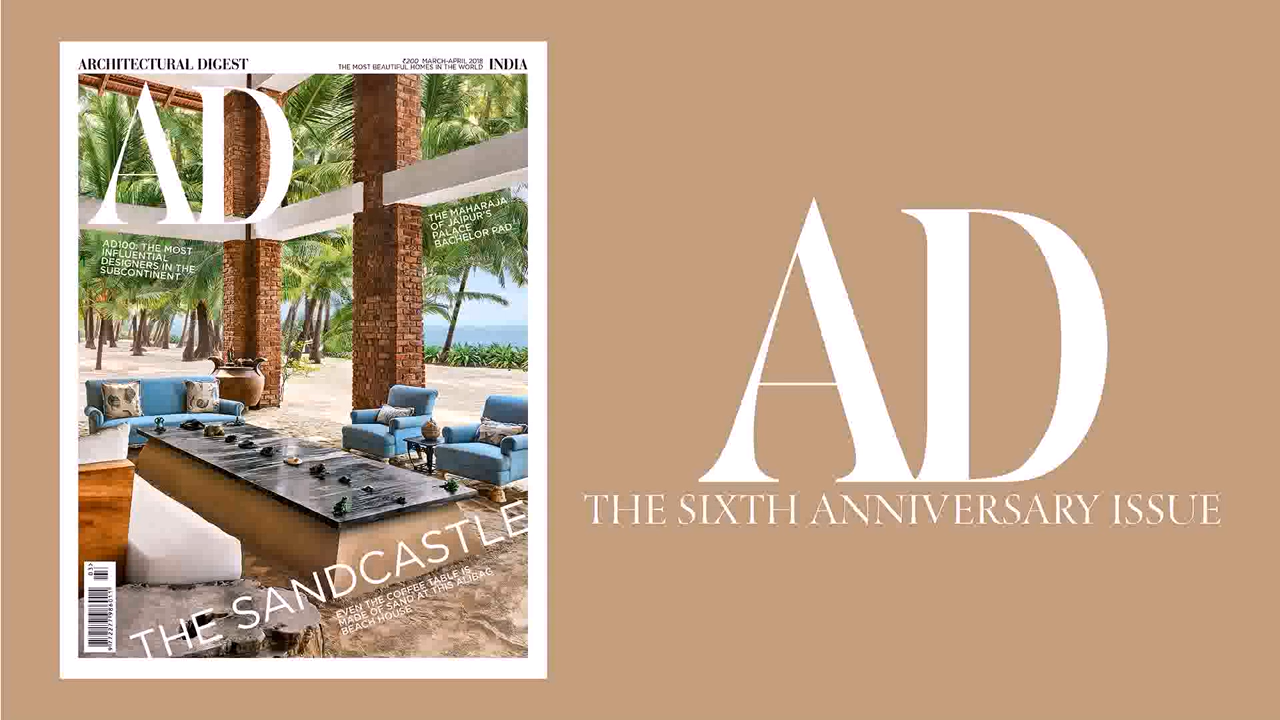 ARCHITECTURAL DIGEST
₹200 MARCH-APRIL 2018
THE MOST BEAUTIFUL HOMES IN THE WORLD
INDIA
AD
AD100: THE MOST
INFLUENTIAL
DESIGNERS IN THE
SUBCONTINENT
THE MAHARAJA
OF JAIPUR'S
PALACE
BACHELOR PAD
THE SANDCASTLE
EVEN THE COFFEE TABLE IS
MADE OF SAND AT THIS ALIBAG
BEACH HOUSE
AD
THE SIXTH ANNIVERSARY ISSUE